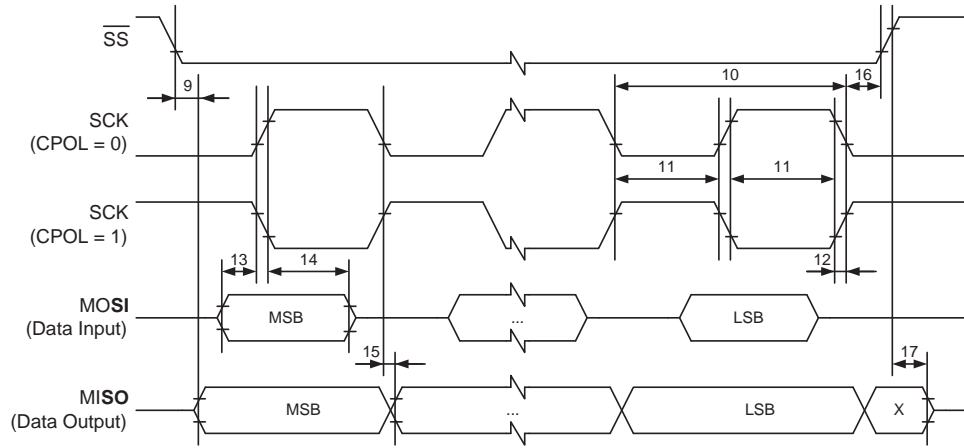 SS
9
10
16
SCK
(CPOL = 0)
11
11
SCK
(CPOL = 1)
13
14
12
MOSI
(Data Input)
MSB
...
LSB
15
17
MISO
(Data Output)
MSB
...
LSB
X